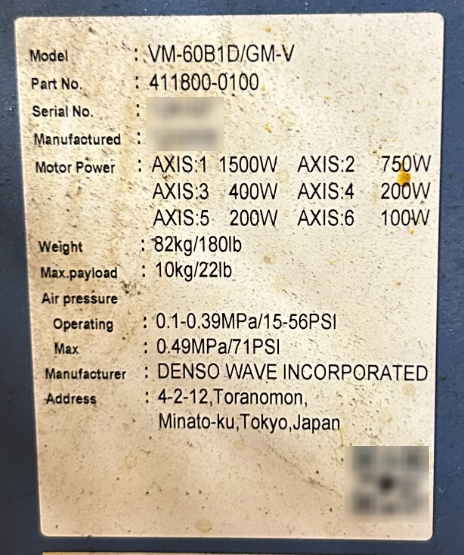 Model : VM-60B1D/GM-V
Part No. : 411800-0100
Serial No. :
Manufactured :
Motor Power : AXIS:1 1500W AXIS:2 750W
AXIS:3 400W AXIS:4 200W
AXIS:5 200W AXIS:6 100W
Weight : 82kg/180lb
Max.payload : 10kg/22lb
Air pressure
Operating : 0.1-0.39MPa/15-56PSI
Max : 0.49MPa/71PSI
Manufacturer : DENSO WAVE INCORPORATED
Address : 4-2-12,Toranomon,
Minato-ku,Tokyo,Japan